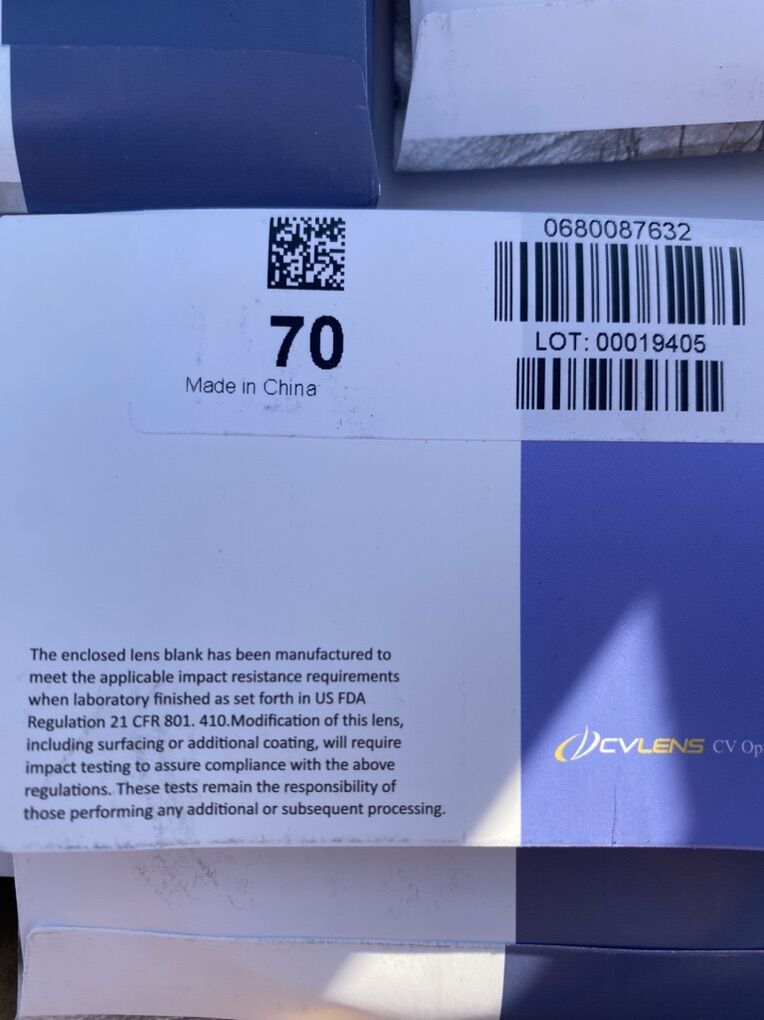 0680087632
70
LOT: 00019405
Made in China
The enclosed lens blank has been manufactured to
meet the applicable impact resistance requirements
when laboratory finished as set forth in US FDA
Regulation 21 CFR 801. 410.Modification of this lens,
including surfacing or additional coating, will require
impact testing to assure compliance with the above
regulations. These tests remain the responsibility of
those performing any additional or subsequent processing.
CVLENS CV Op